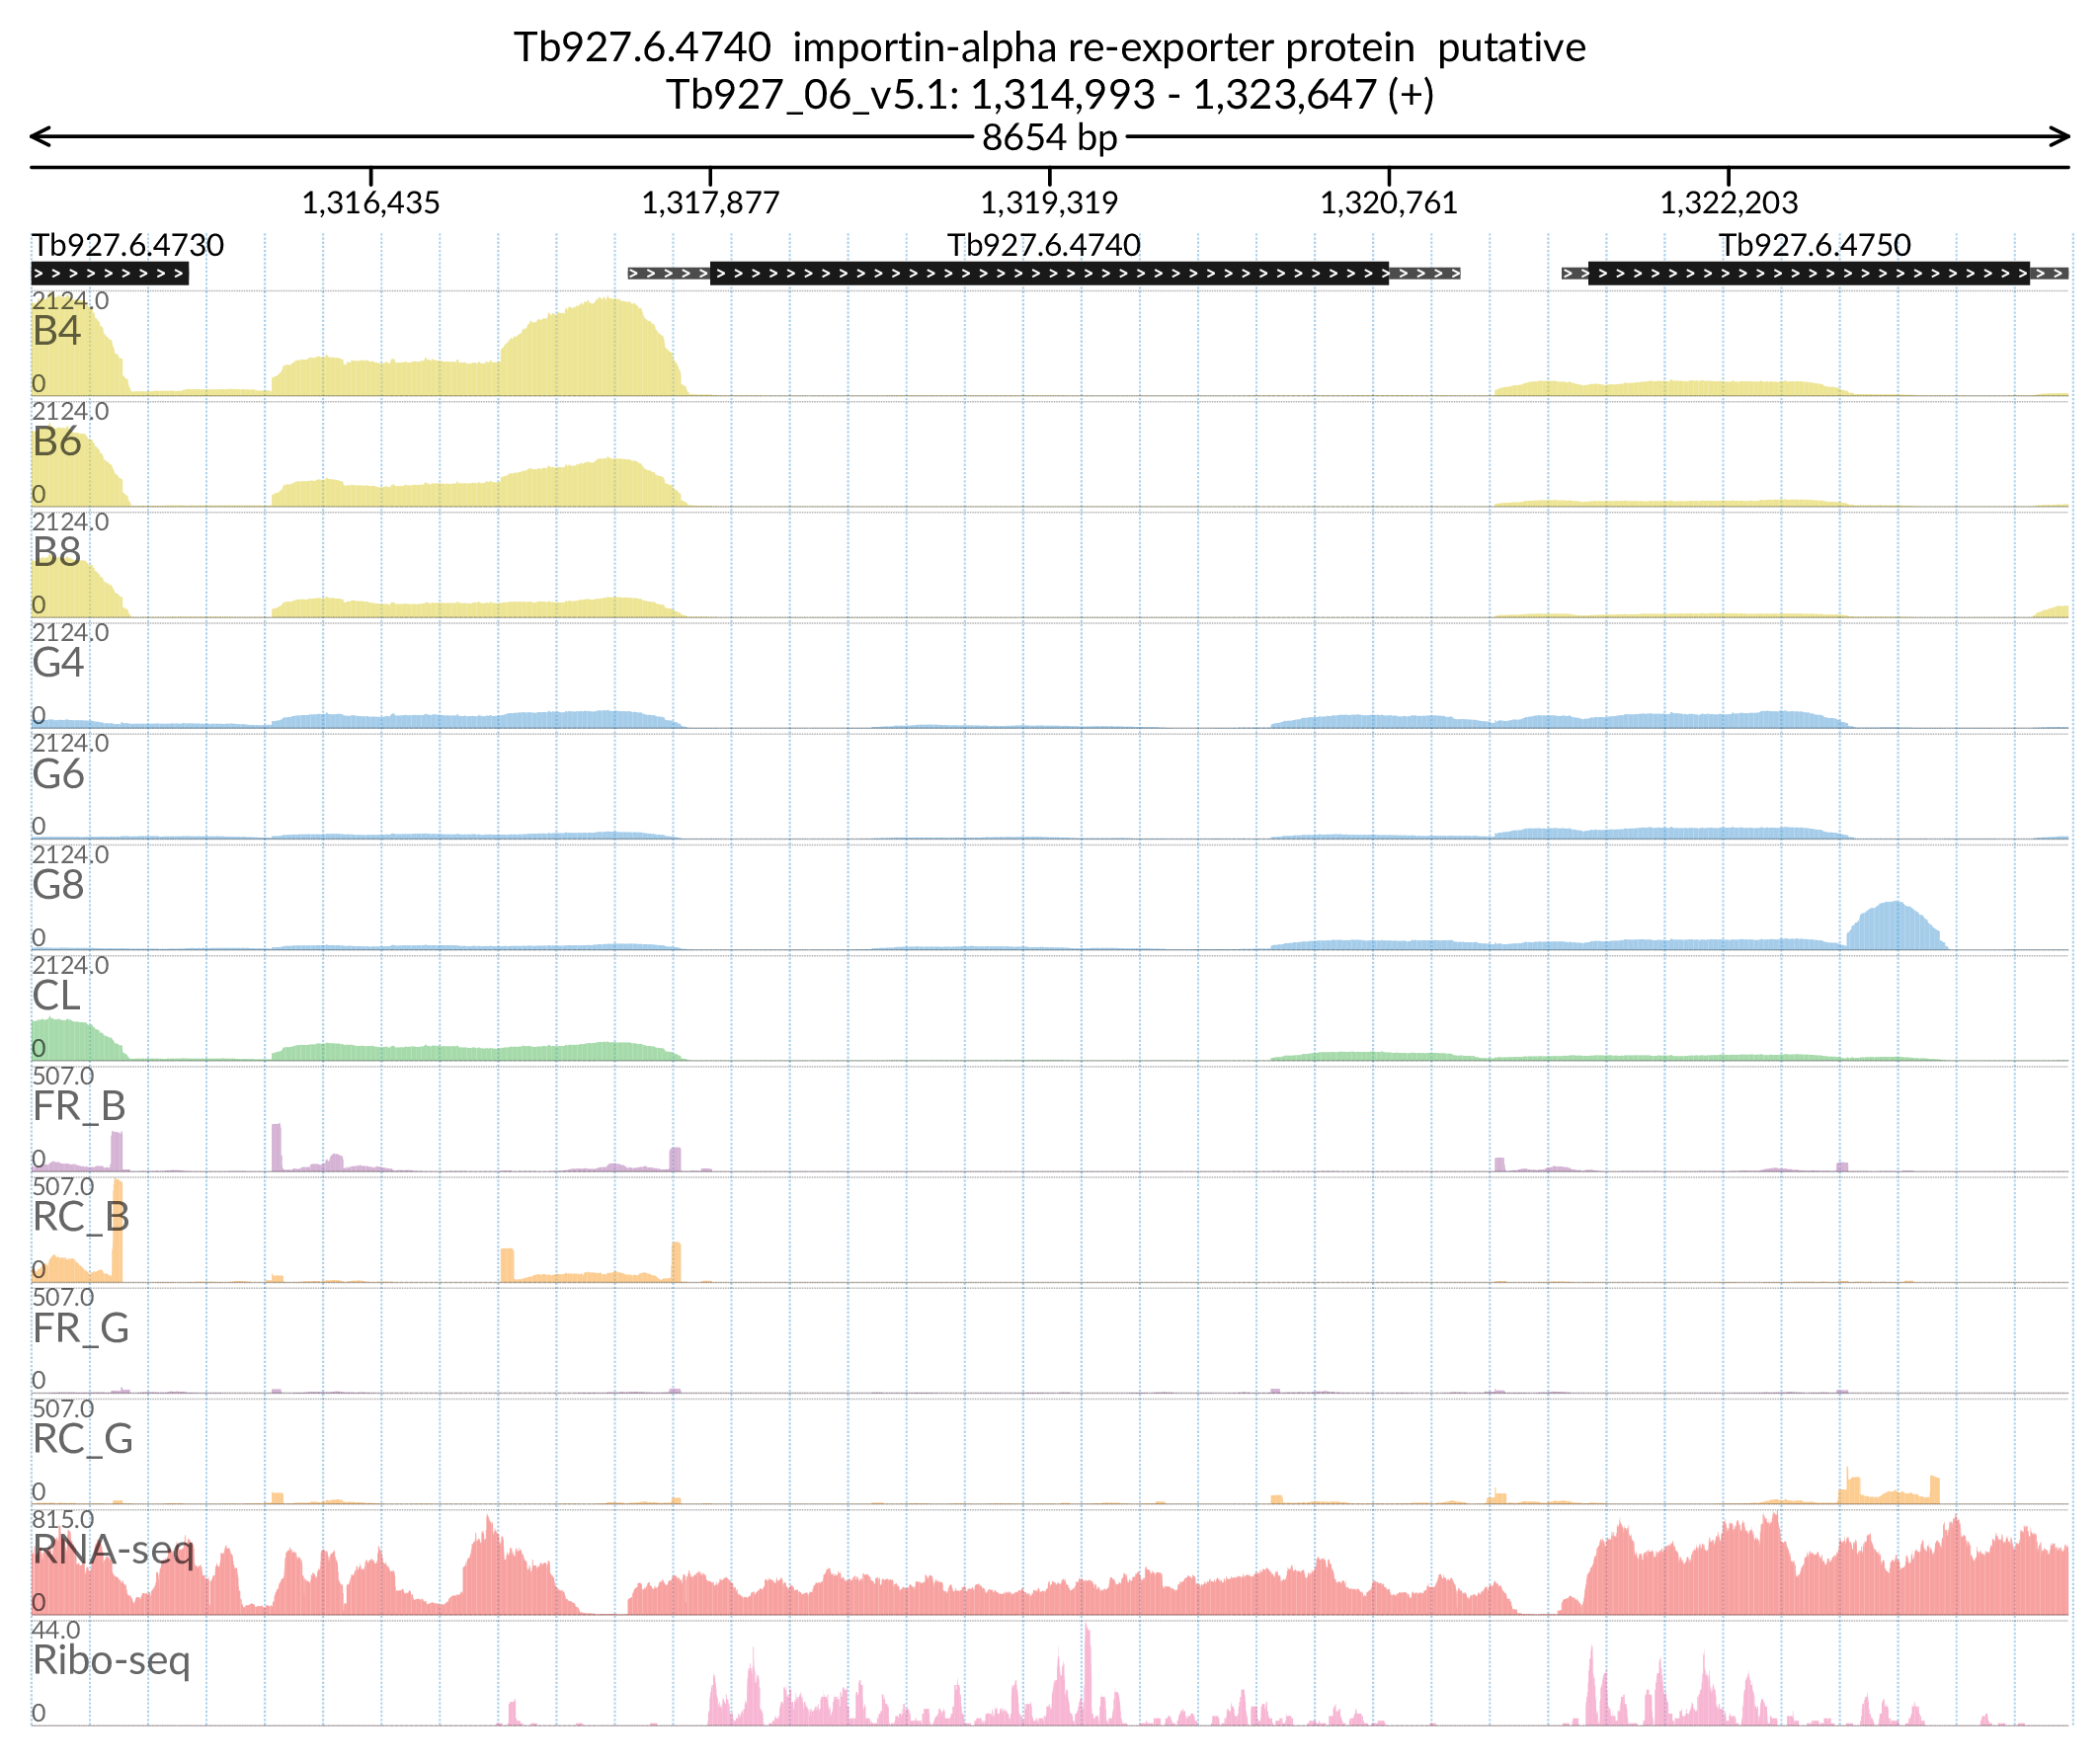 Tb927.6.4740  importin-alpha re-exporter protein  putative
Tb927_06_v5.1: 1,314,993 - 1,323,647 (+)
8654 bp
1,316,435 1,317,877 1,319,319 1,320,761 1,322,203
Tb927.6.4730 Tb927.6.4740 Tb927.6.4750
2124.0
B4
0
2124.0
B6
0
2124.0
B8
0
2124.0
G4
0
2124.0
G6
0
2124.0
G8
0
2124.0
CL
0
507.0
FR_B
0
507.0
RC_B
0
507.0
FR_G
0
507.0
RC_G
0
815.0
RNA-seq
0
44.0
Ribo-seq
0